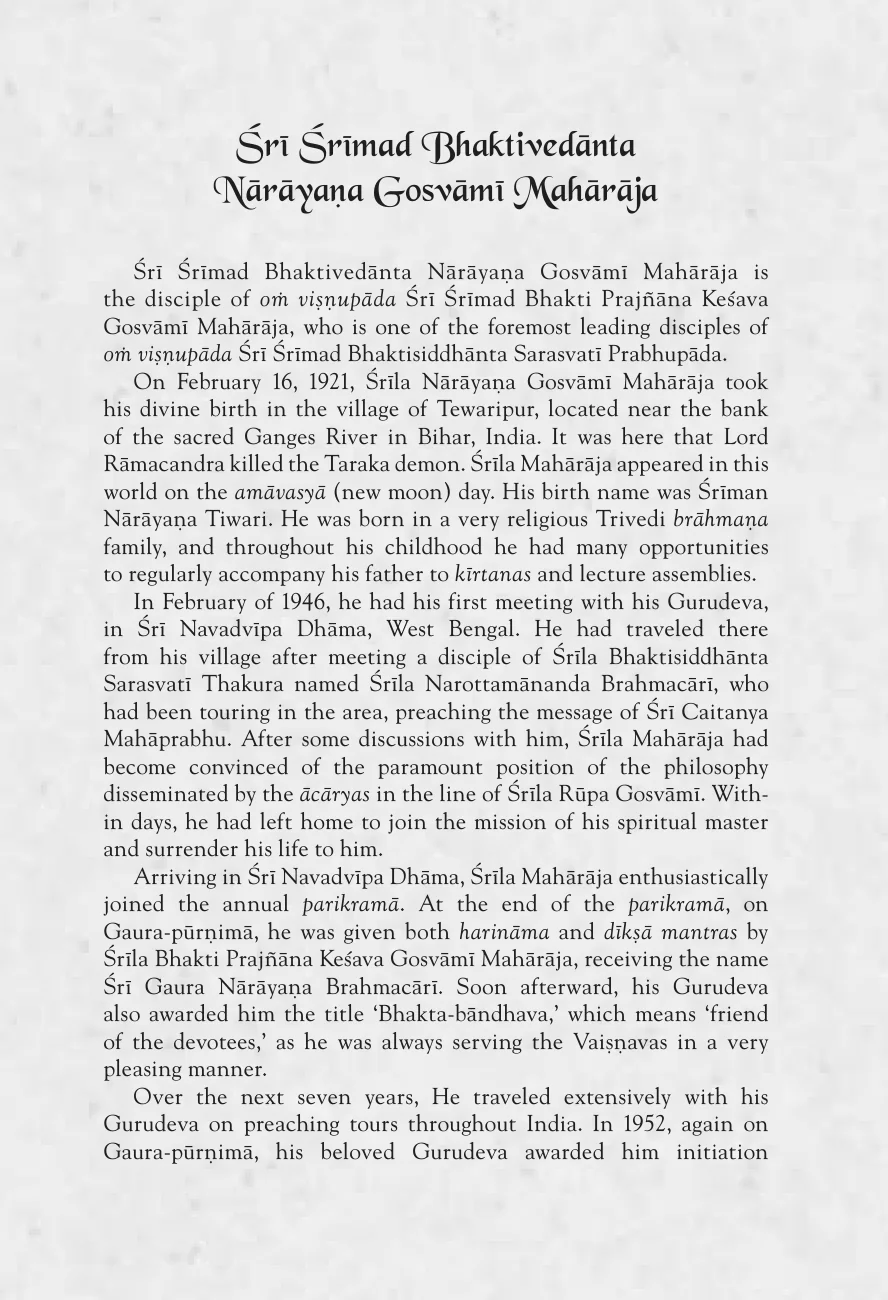 Śrī Śrīmad Bhaktivedānta
Nārāyaṇa Gosvāmī Mahārāja
Śrī Śrīmad Bhaktivedānta Nārāyaṇa Gosvāmī Mahārāja is
the disciple of oṁ viṣṇupāda Śrī Śrīmad Bhakti Prajñāna Keśava
Gosvāmī Mahārāja, who is one of the foremost leading disciples of
oṁ viṣṇupāda Śrī Śrīmad Bhaktisiddhānta Sarasvatī Prabhupāda.
On February 16, 1921, Śrīla Nārāyaṇa Gosvāmī Mahārāja took
his divine birth in the village of Tewaripur, located near the bank
of the sacred Ganges River in Bihar, India. It was here that Lord
Rāmacandra killed the Taraka demon. Śrīla Mahārāja appeared in this
world on the amāvasyā (new moon) day. His birth name was Śrīman
Nārāyaṇa Tiwari. He was born in a very religious Trivedi brāhmaṇa
family, and throughout his childhood he had many opportunities
to regularly accompany his father to kīrtanas and lecture assemblies.
In February of 1946, he had his first meeting with his Gurudeva,
in Śrī Navadvīpa Dhāma, West Bengal. He had traveled there
from his village after meeting a disciple of Śrīla Bhaktisiddhānta
Sarasvatī Thakura named Śrīla Narottamānanda Brahmacārī, who
had been touring in the area, preaching the message of Śrī Caitanya
Mahāprabhu. After some discussions with him, Śrīla Mahārāja had
become convinced of the paramount position of the philosophy
disseminated by the ācāryas in the line of Śrīla Rūpa Gosvāmī. With-
in days, he had left home to join the mission of his spiritual master
and surrender his life to him.
Arriving in Śrī Navadvīpa Dhāma, Śrīla Mahārāja enthusiastically
joined the annual parikramā. At the end of the parikramā, on
Gaura-pūrṇimā, he was given both harināma and dīkṣā mantras by
Śrīla Bhakti Prajñāna Keśava Gosvāmī Mahārāja, receiving the name
Śrī Gaura Nārāyaṇa Brahmacārī. Soon afterward, his Gurudeva
also awarded him the title ‘Bhakta-bāndhava,’ which means ‘friend
of the devotees,’ as he was always serving the Vaiṣṇavas in a very
pleasing manner.
Over the next seven years, He traveled extensively with his
Gurudeva on preaching tours throughout India. In 1952, again on
Gaura-pūrṇimā, his beloved Gurudeva awarded him initiation